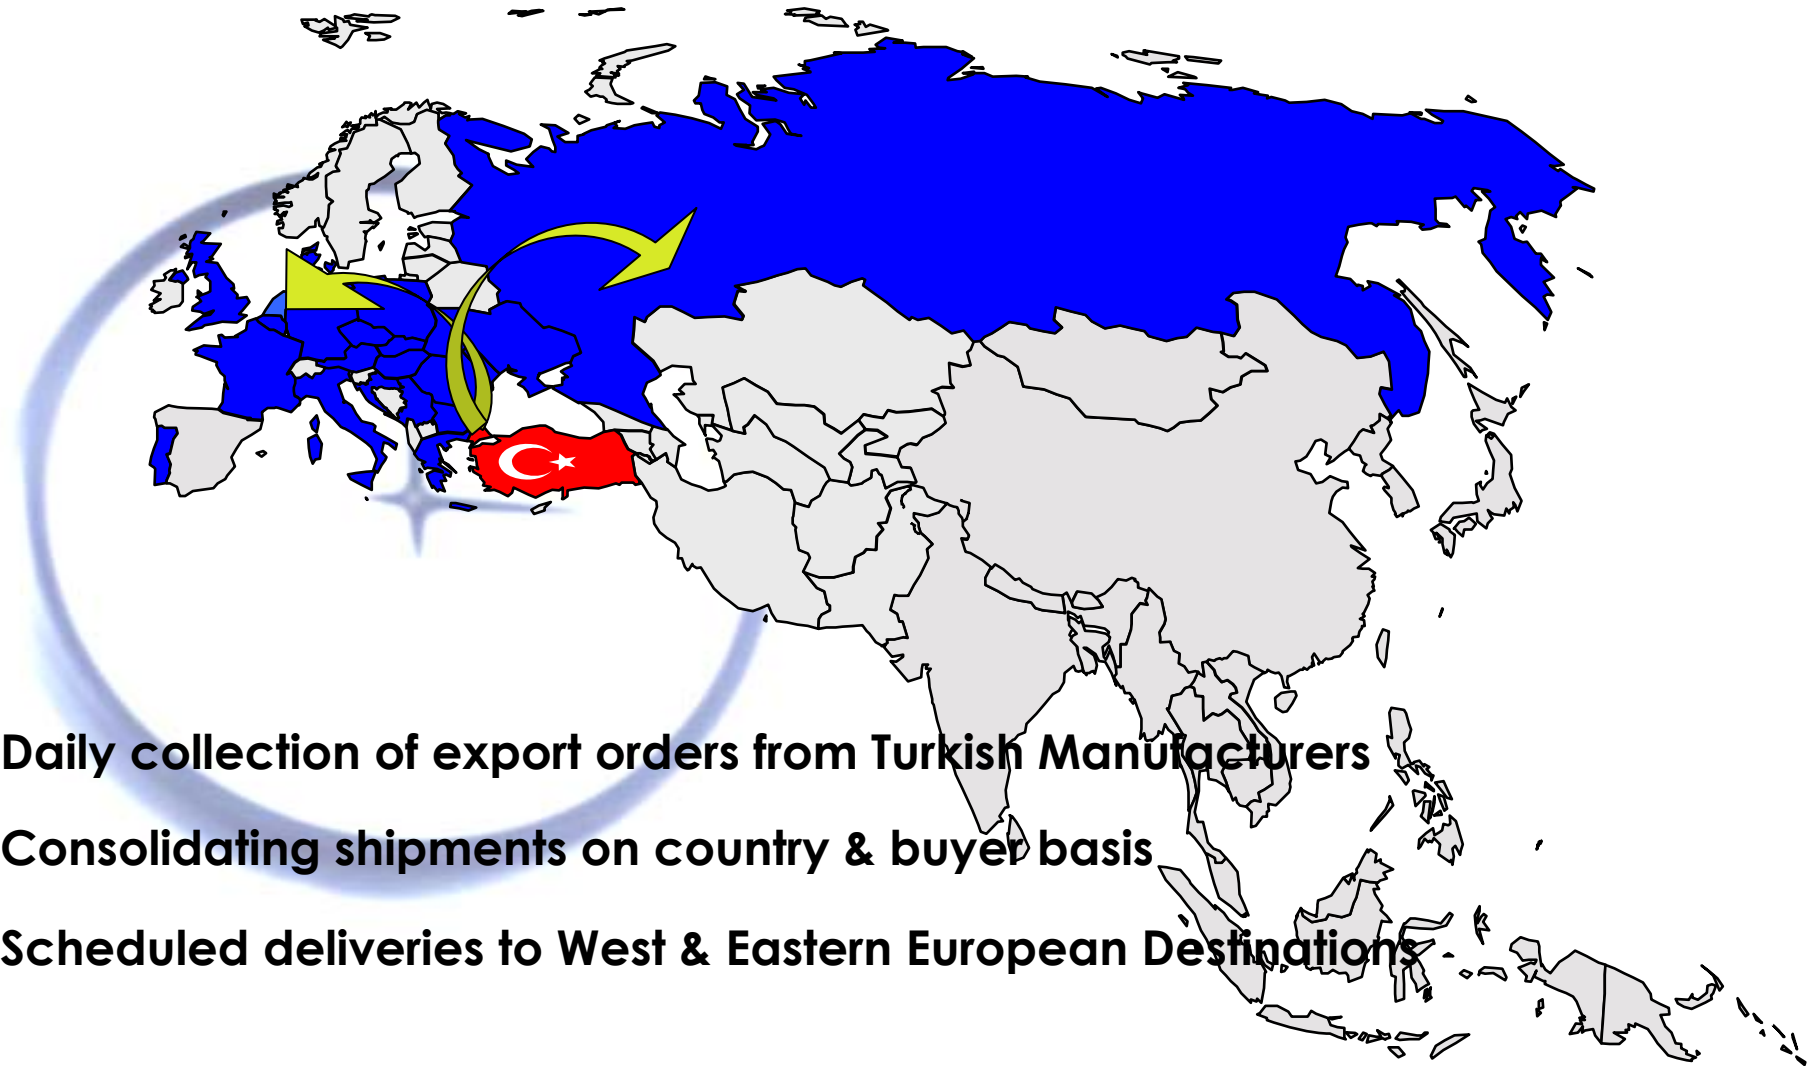 Daily collection of export orders from Turkish Manufacturers
Consolidating shipments on country & buyer basis
Scheduled deliveries to West & Eastern European Destinations